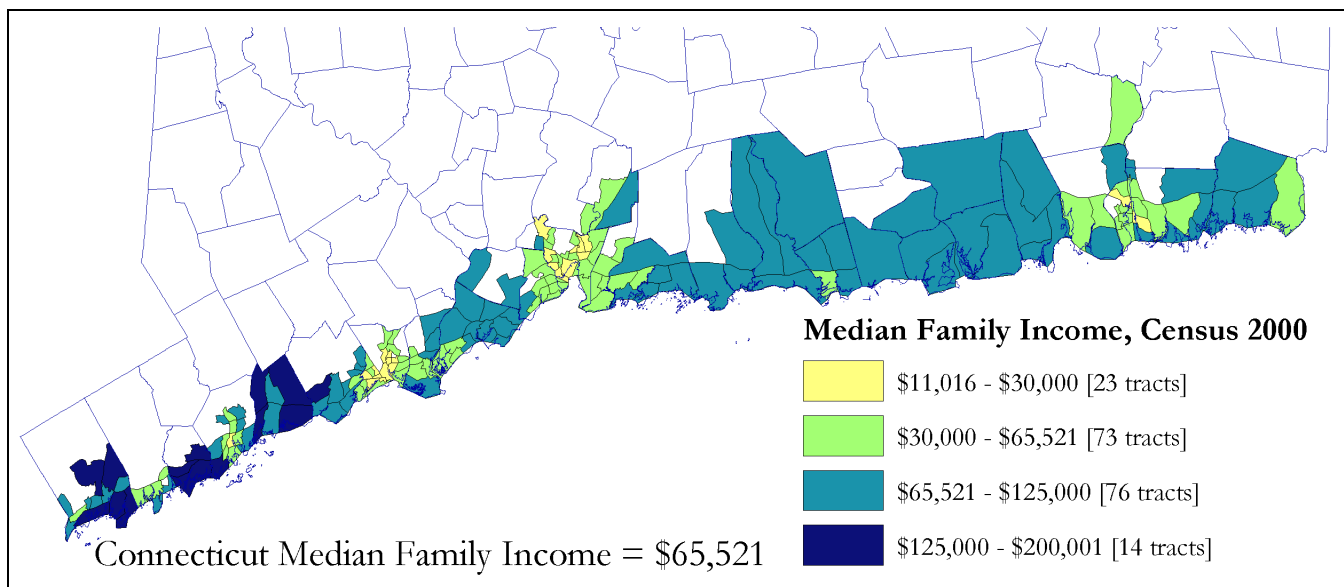 Median Family Income, Census 2000
$11,016 - $30,000 [23 tracts]
$30,000 - $65,521 [73 tracts]
$65,521 - $125,000 [76 tracts]
$125,000 - $200,001 [14 tracts]
Connecticut Median Family Income = $65,521